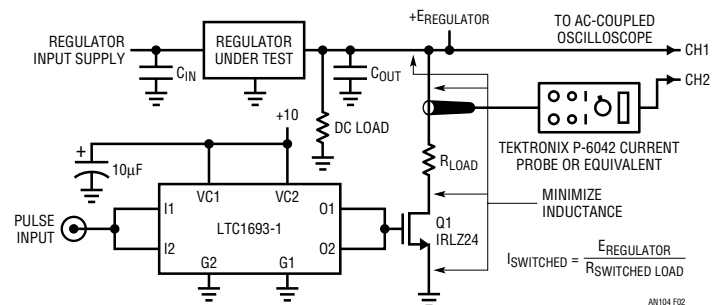 +EREGULATOR
TO AC-COUPLED
OSCILLOSCOPE
CH1
CH2
REGULATOR
INPUT SUPPLY
REGULATOR
UNDER TEST
CIN
COUT
DC LOAD
TEKTRONIX P-6042 CURRENT
PROBE OR EQUIVALENT
RLOAD
+10
+
10µF
VC1
VC2
I1
I2
LTC1693-1
O1
O2
G2
G1
PULSE
INPUT
Q1
IRLZ24
MINIMIZE
INDUCTANCE
ISWITCHED = EREGULATOR
RSWITCHED LOAD
AN104 F02